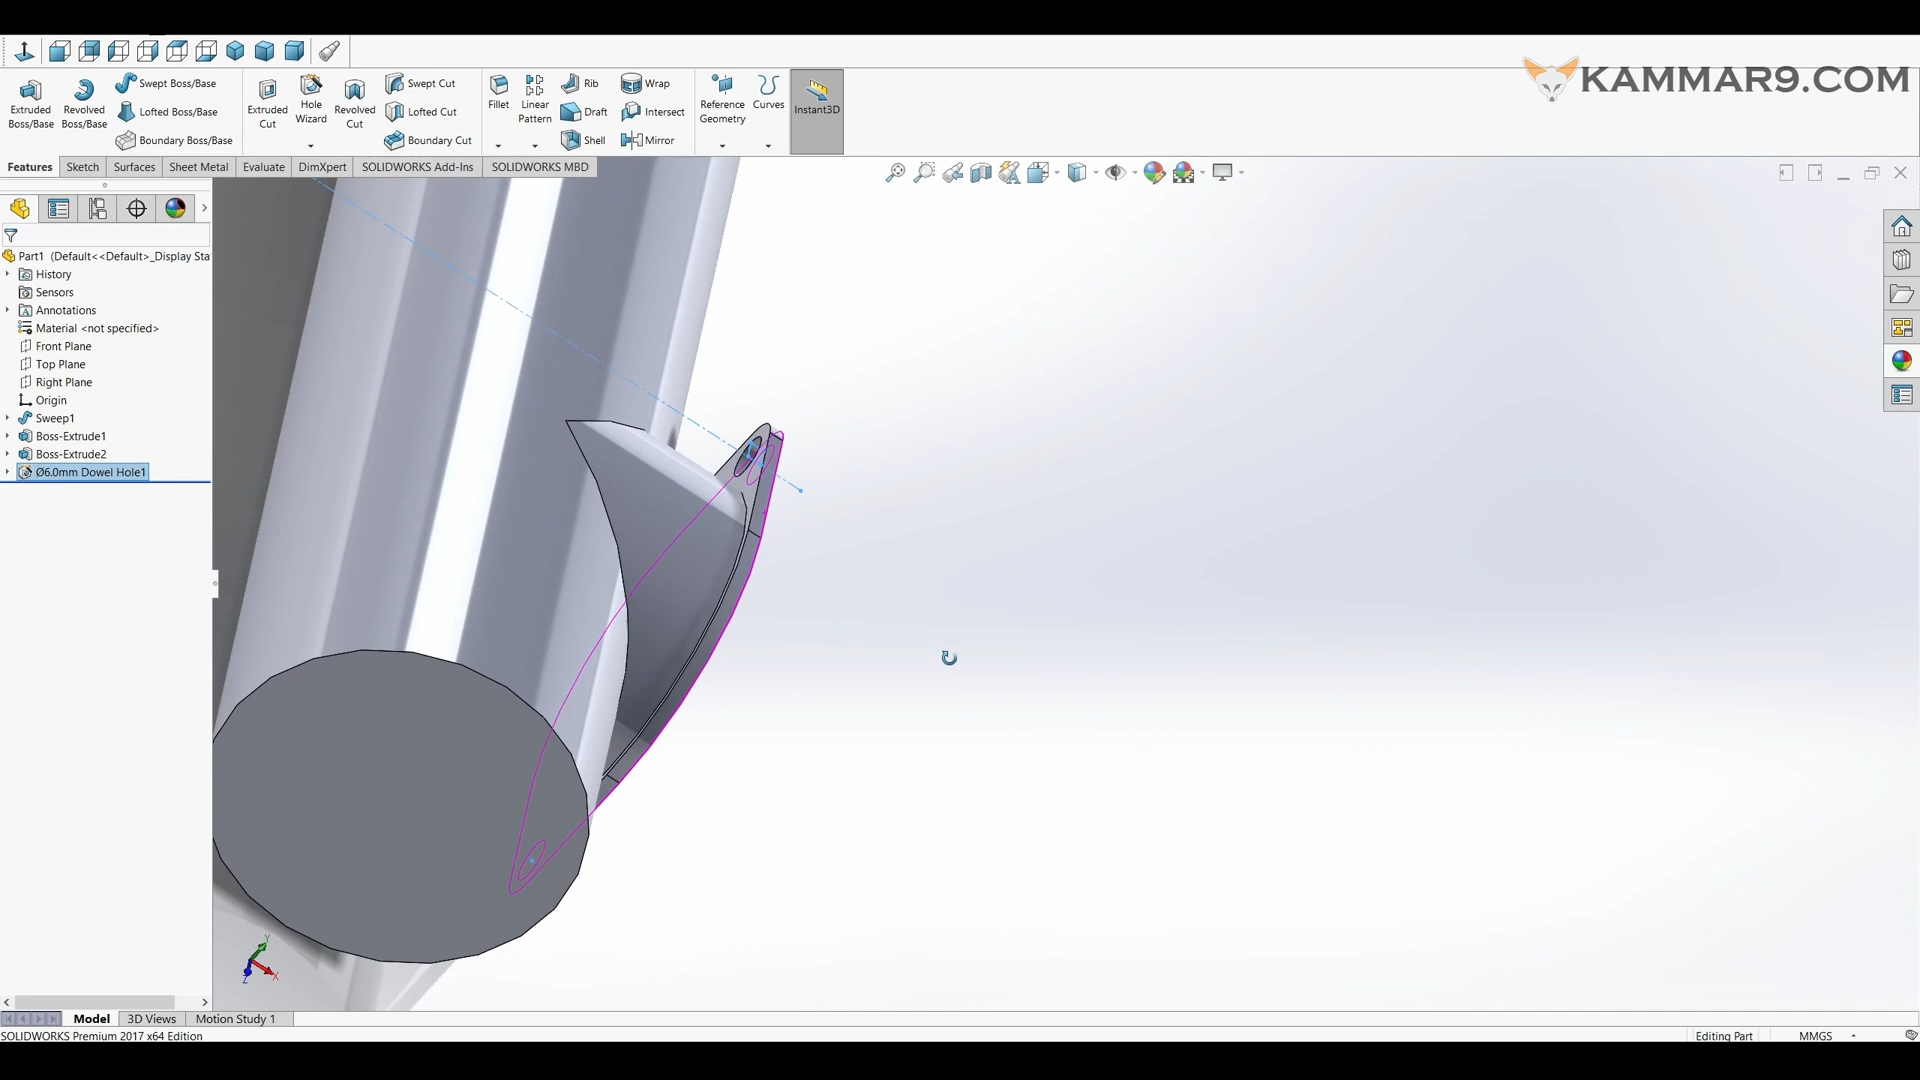 KAMMAR9.COM
Extruded Boss/Base
Revolved Boss/Base
Swept Boss/Base
Lofted Boss/Base
Boundary Boss/Base
Extruded Cut
Hole Wizard
Revolved Cut
Swept Cut
Lofted Cut
Boundary Cut
Fillet
Linear Pattern
Rib
Draft
Shell
Wrap
Intersect
Mirror
Reference Geometry
Curves
Instant3D
Features
Sketch
Surfaces
Sheet Metal
Evaluate
DimXpert
SOLIDWORKS Add-Ins
SOLIDWORKS MBD
Part1 (Default<<Default>_Display Sta
History
Sensors
Annotations
Material <not specified>
Front Plane
Top Plane
Right Plane
Origin
Sweep1
Boss-Extrude1
Boss-Extrude2
Ø6.0mm Dowel Hole1
Y
X
Z
Model
3D Views
Motion Study 1
SOLIDWORKS Premium 2017 x64 Edition
Editing Part
MMGS